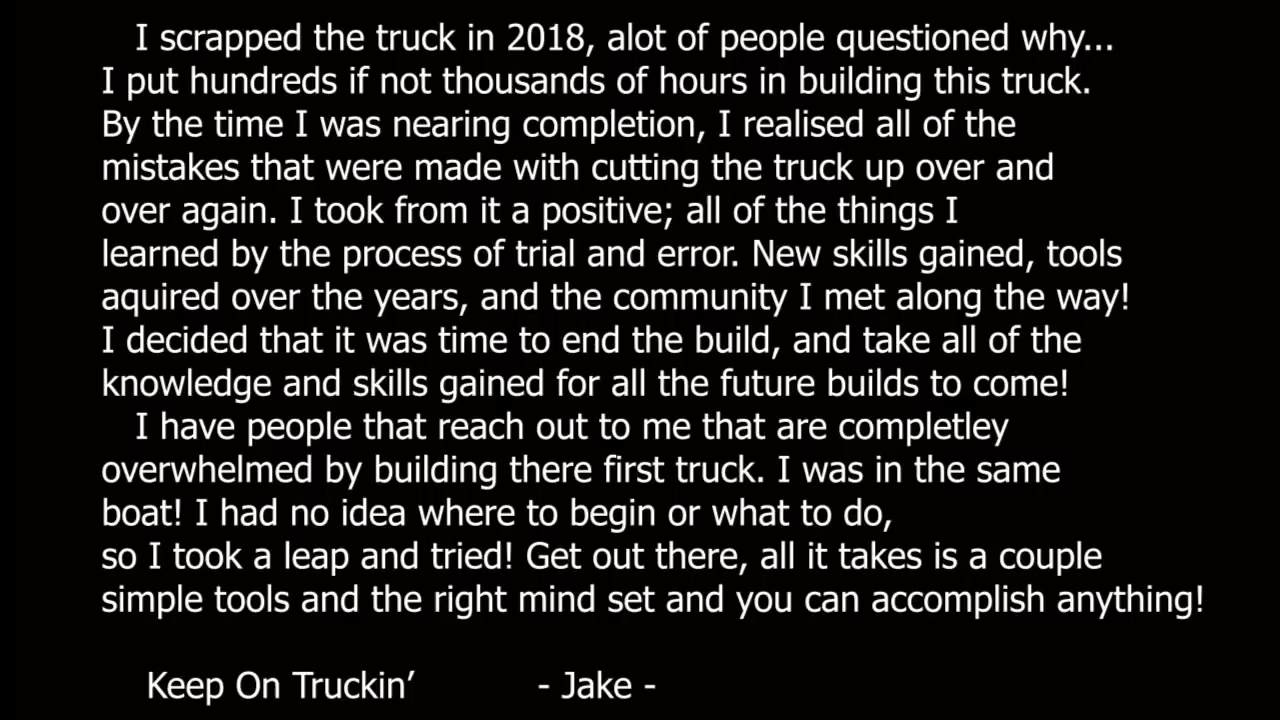 I scrapped the truck in 2018, alot of people questioned why...
I put hundreds if not thousands of hours in building this truck.
By the time I was nearing completion, I realised all of the
mistakes that were made with cutting the truck up over and
over again. I took from it a positive; all of the things I
learned by the process of trial and error. New skills gained, tools
aquired over the years, and the community I met along the way!
I decided that it was time to end the build, and take all of the
knowledge and skills gained for all the future builds to come!
I have people that reach out to me that are completley
overwhelmed by building there first truck. I was in the same
boat! I had no idea where to begin or what to do,
so I took a leap and tried! Get out there, all it takes is a couple
simple tools and the right mind set and you can accomplish anything!
Keep On Truckin’ - Jake -